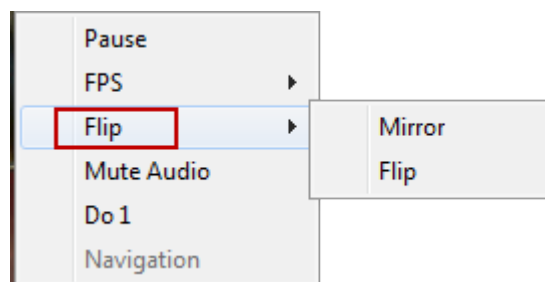 Pause
FPS
Flip
Mirror
Mute Audio
Flip
Do 1
Navigation